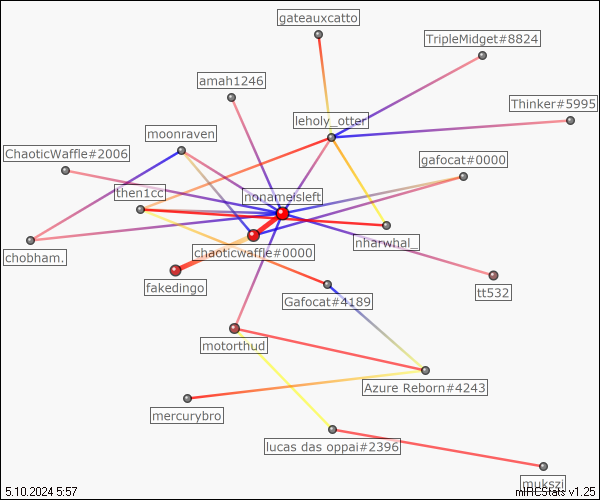 gateauxcatto
TripleMidget#8824
amah1246
Thinker#5995
leholy_otter
moonraven
ChaoticWaffle#2006
gafocat#0000
then1cc
nonameisleft
nharwhal_
chobham.
chaoticwaffle#0000
fakedingo
tt532
Gafocat#4189
motorthud
Azure Reborn#4243
mercurybro
lucas das oppai#2396
mukszi
5.10.2024 5:57
mIRCStats v1.25